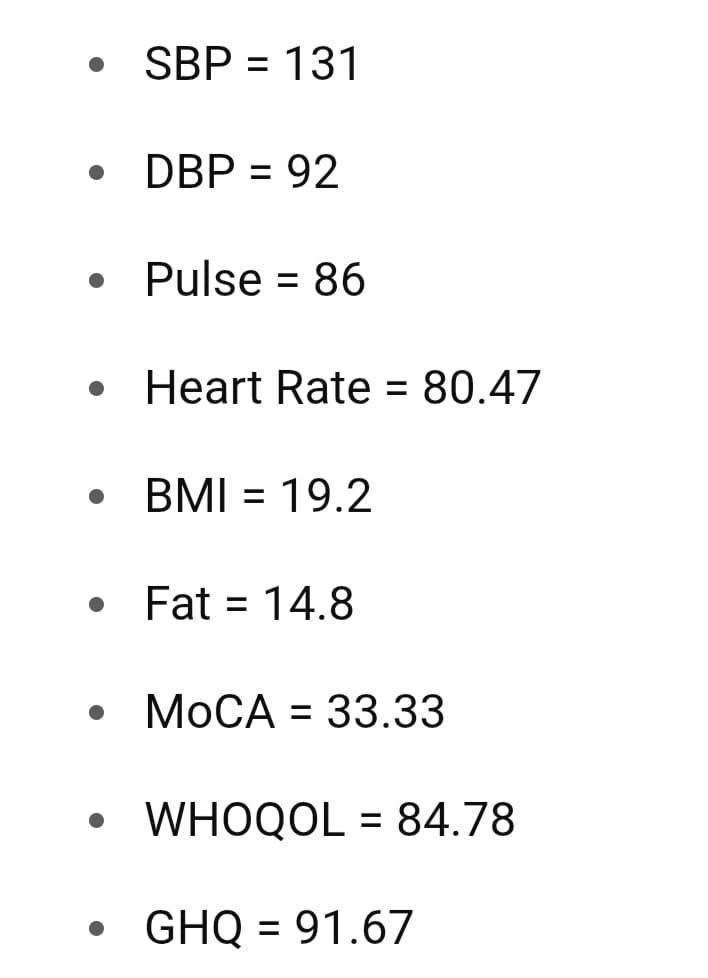 • SBP = 131
• DBP = 92
• Pulse = 86
• Heart Rate = 80.47
• BMI = 19.2
• Fat = 14.8
• MoCA = 33.33
• WHOQOL = 84.78
• GHQ = 91.67